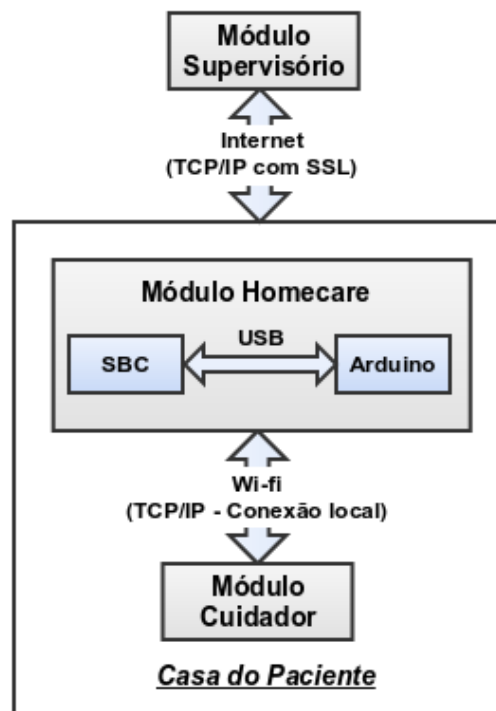 Módulo
Supervisório
Internet
(TCP/IP com SSL)
Módulo Homecare
USB
SBC
Arduino
Wi-fi
(TCP/IP - Conexão local)
Módulo
Cuidador
Casa do Paciente